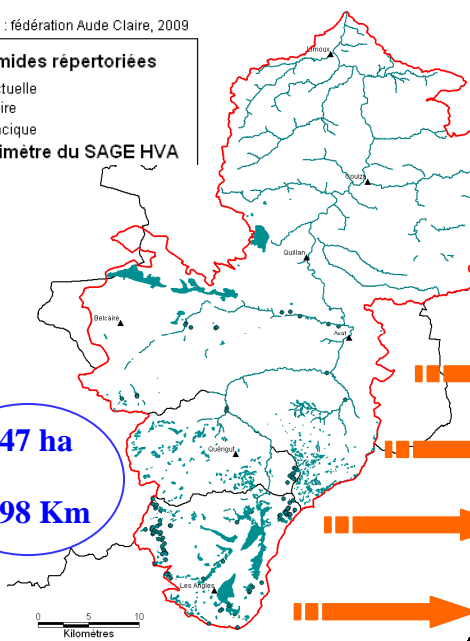 : fédération Aude Claire, 2009
mides répertoriées
ctuelle
ire
acique
imètre du SAGE HVA
Limoux
Couiza
Quillan
Belcaire
Axat
47 ha
98 Km
Quérigut
Les Angles
0 5 10
Kilomètres